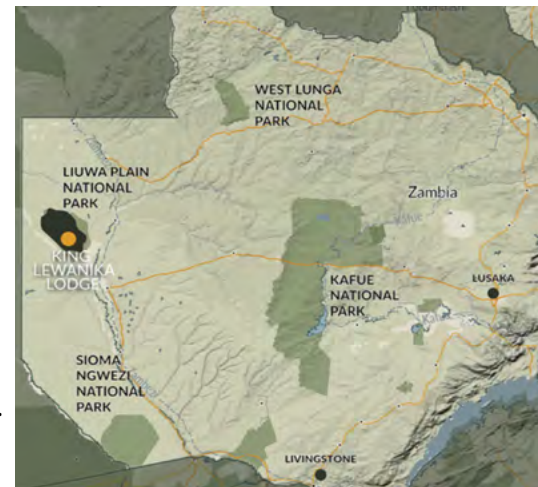 WEST LUNGA
NATIONAL
PARK
LIUWA PLAIN
NATIONAL
PARK
Zambia
KING
LEWANIKA
LODGE
KAFUE
NATIONAL
PARK
LUSAKA
SIOMA
NGWEZI
NATIONAL
PARK
LIVINGSTONE